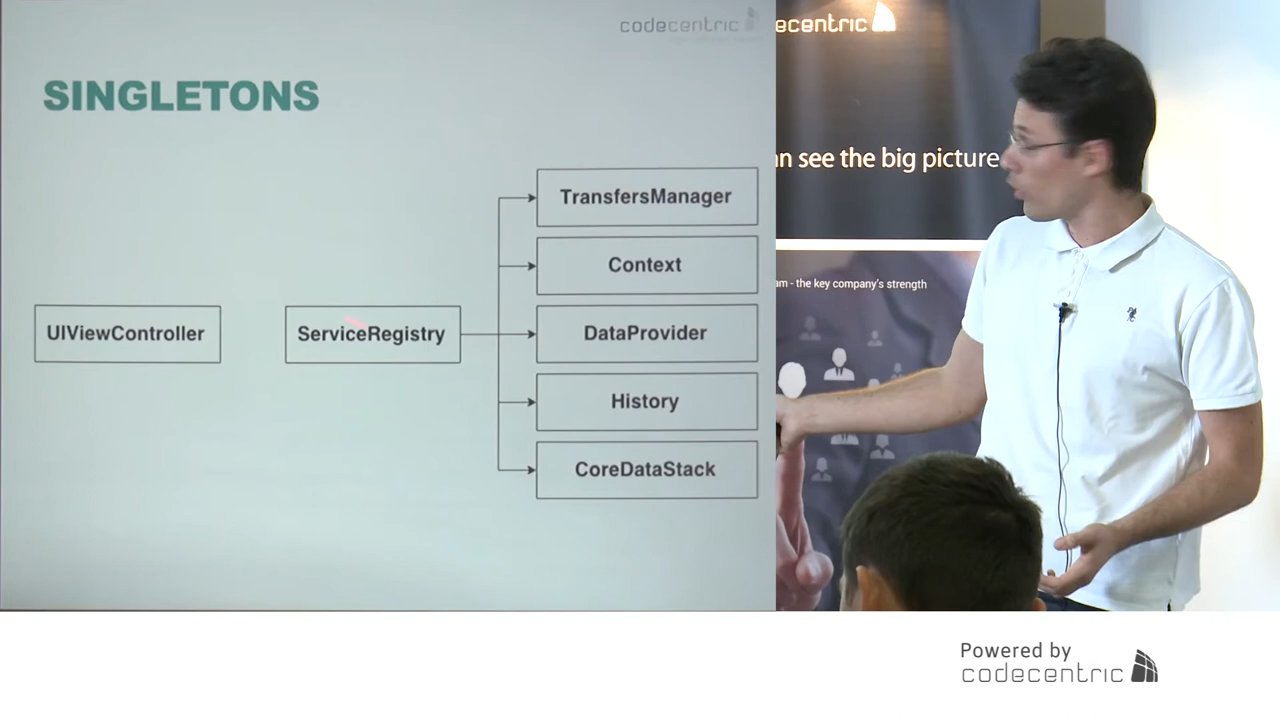 codecentric
SINGLETONS
TransfersManager
Context
UIViewController
ServiceRegistry
DataProvider
History
CoreDataStack
ecentric
n see the big picture
am - the key company's strength
Powered by
codecentric